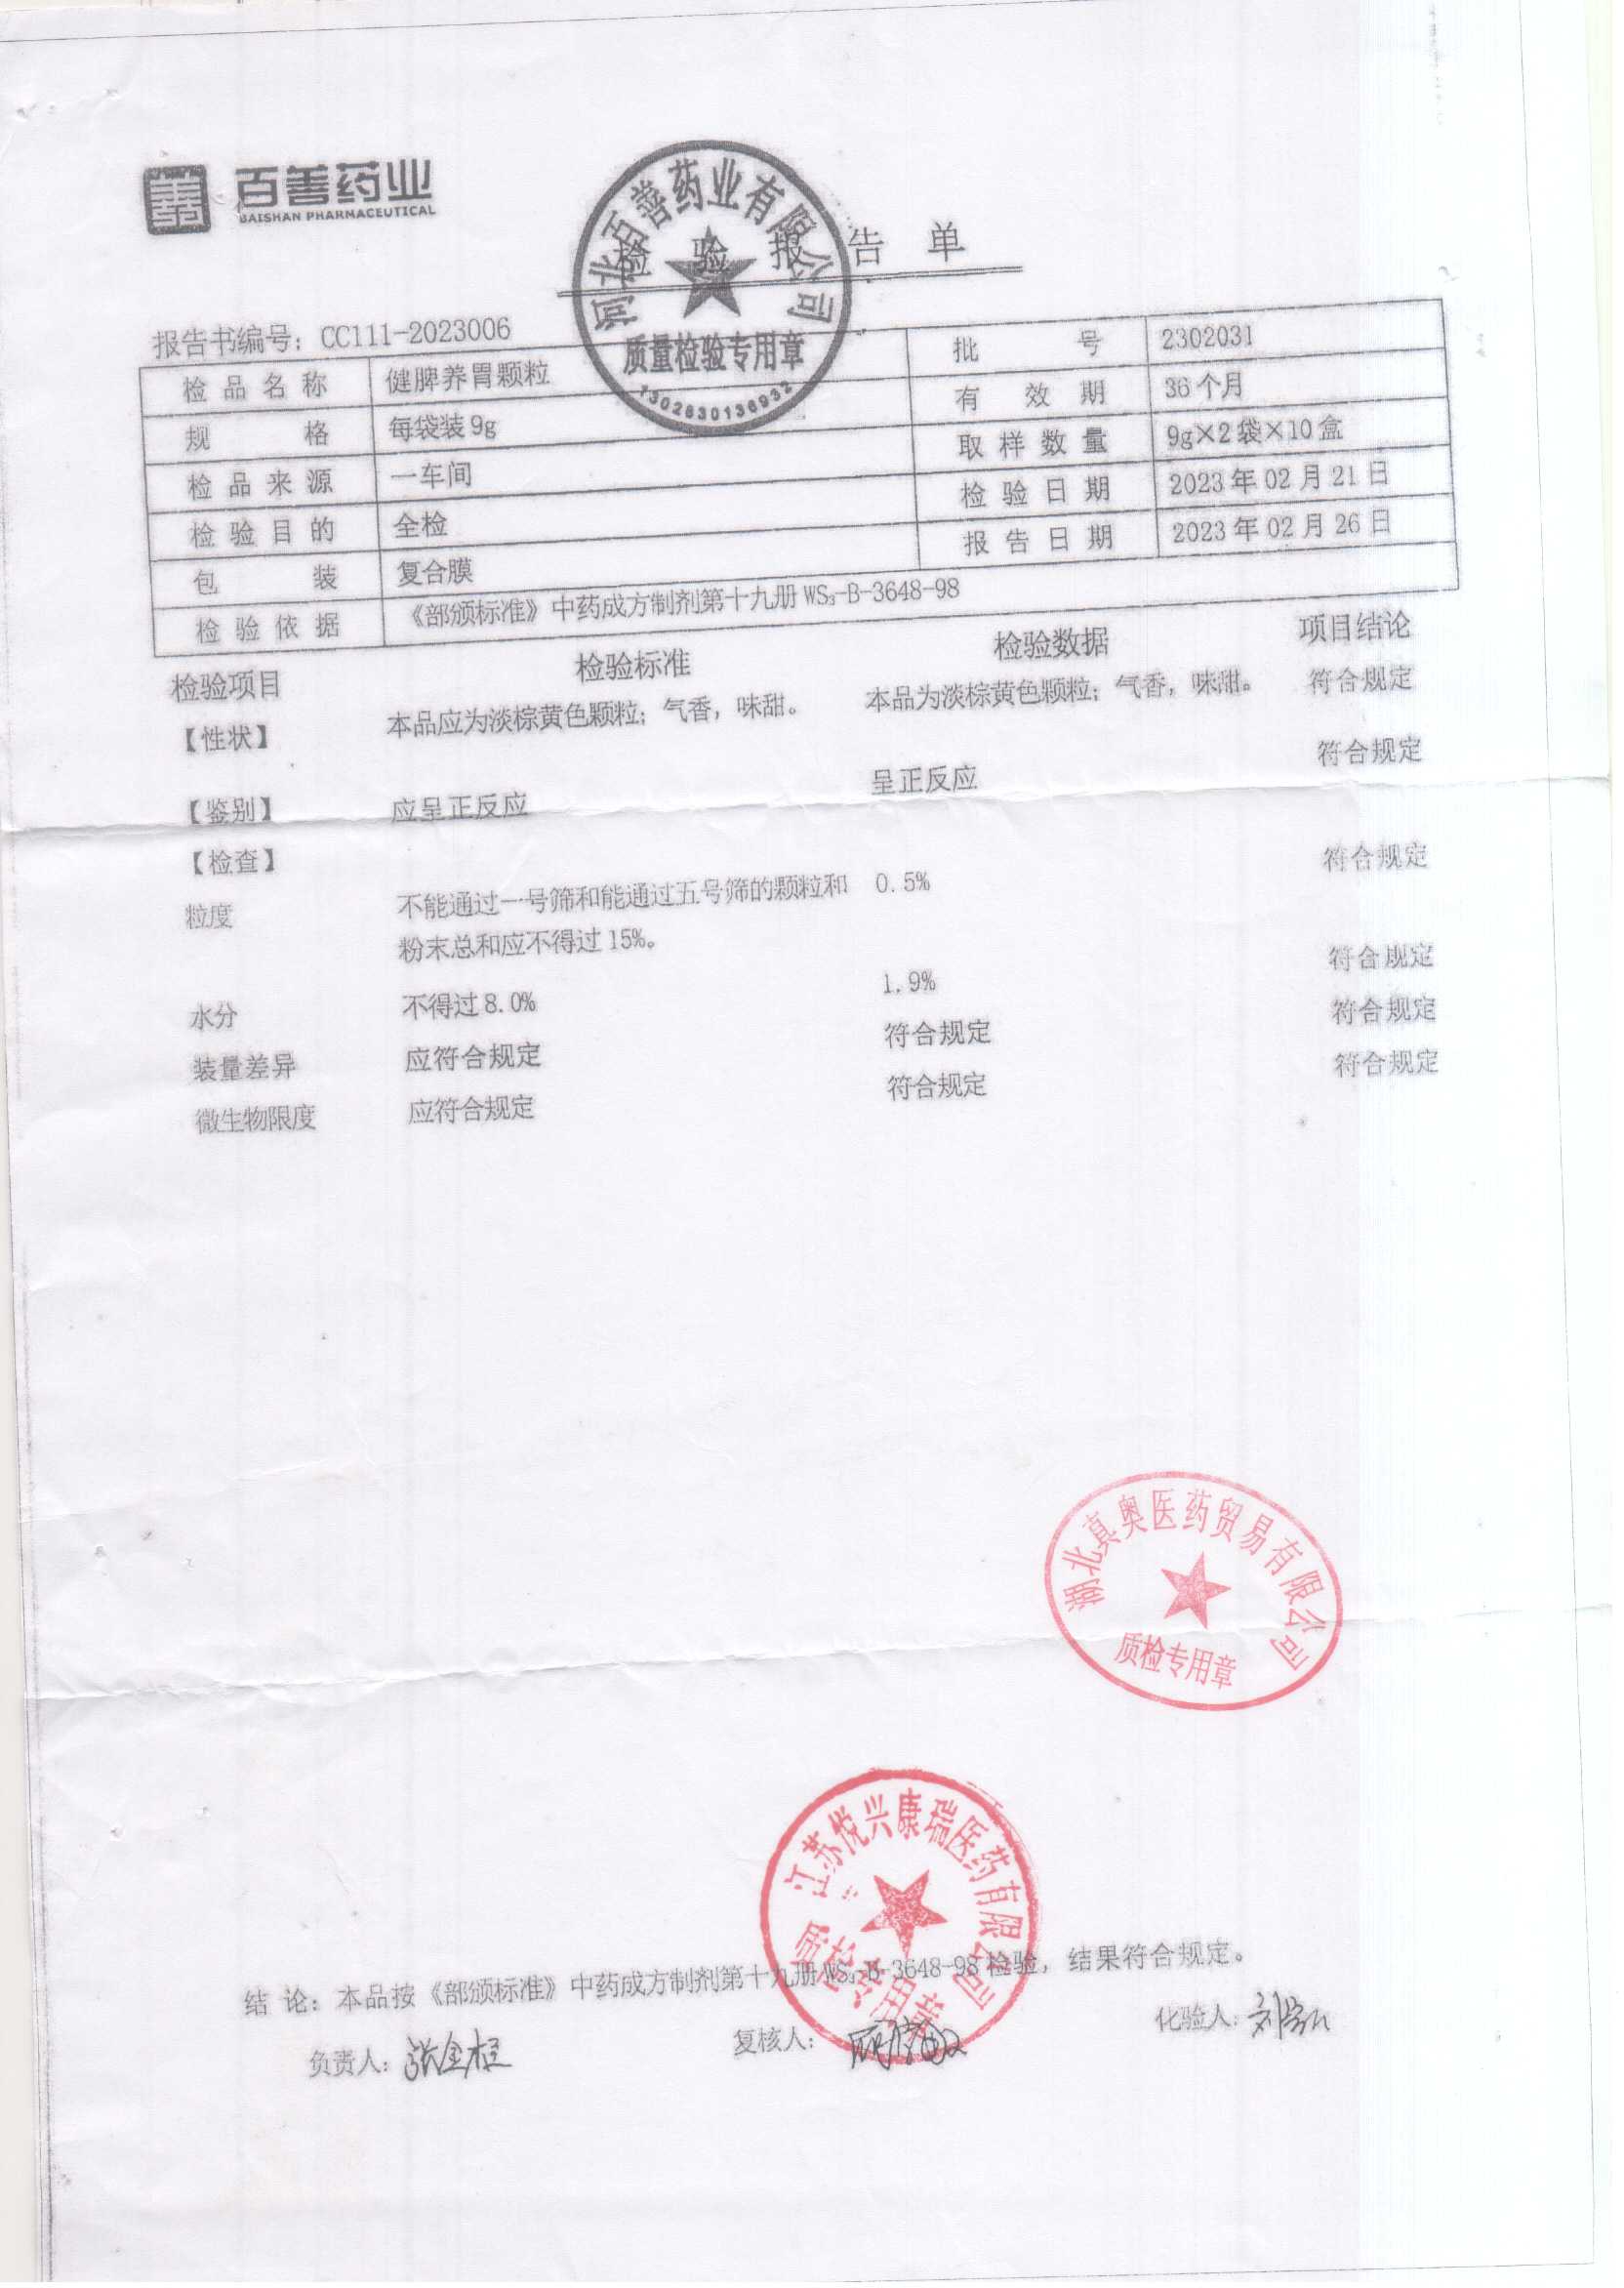 百善药业
BAISHAN PHARMACEUTICAL
河北百善药业有限公司
质量检验专用章
1302830136932
检验报告单
报告书编号：CC111-2023006
检品名称 健脾养胃颗粒 批号 2302031
规格 每袋装9g 有效期 36个月
检品来源 一车间 取样数量 9g×2袋×10盒
检验目的 全检 检验日期 2023年02月21日
包装 复合膜 报告日期 2023年02月26日
检验依据 《部颁标准》中药成方制剂第十九册WS₃-B-3648-98
检验项目 检验标准 检验数据 项目结论
【性状】 本品应为淡棕黄色颗粒；气香，味甜。 本品为淡棕黄色颗粒；气香，味甜。 符合规定
【鉴别】 应呈正反应 呈正反应 符合规定
【检查】
粒度 不能通过一号筛和能通过五号筛的颗粒和 0.5% 符合规定
粉末总和应不得过15%。
水分 不得过8.0% 1.9% 符合规定
装量差异 应符合规定 符合规定 符合规定
微生物限度 应符合规定 符合规定 符合规定
湖北真奥医药贸易有限公司
质检专用章
江苏悦兴康瑞医药有限公司
质检专用章
结论：本品按《部颁标准》中药成方制剂第十九册WS₃-B-3648-98检验，结果符合规定。
负责人： 复核人： 化验人：